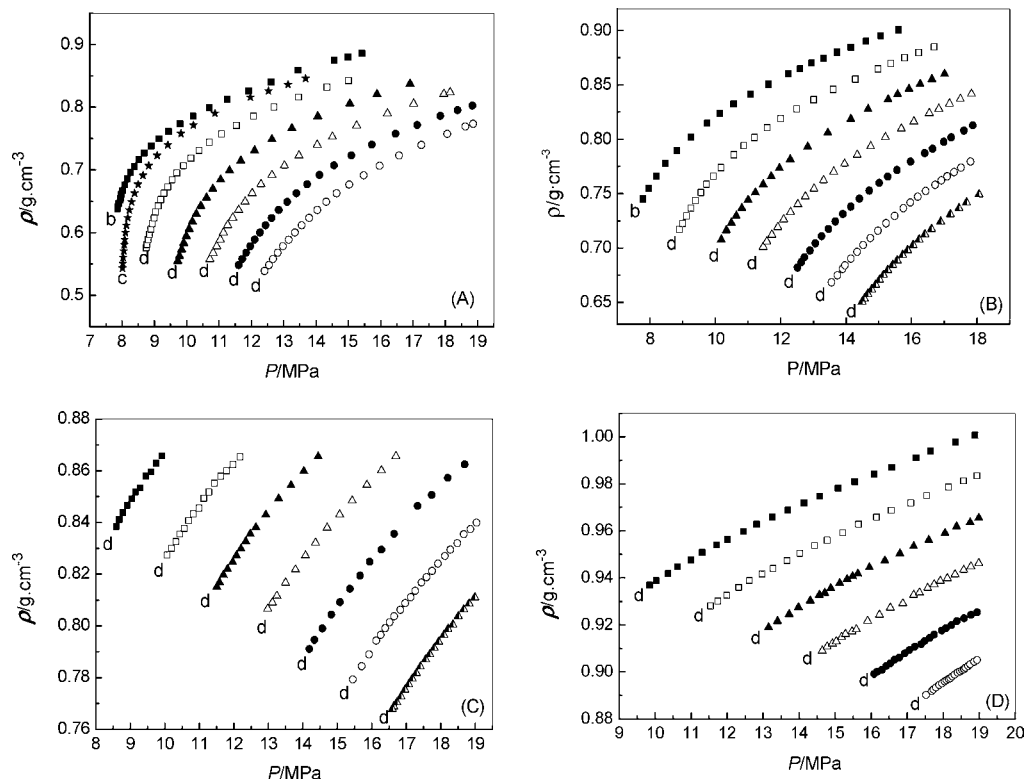 0.9
0.8
0.7
0.6
0.5
ρ/g.cm⁻³
b
c
d
d
d
d
d
(A)
7 8 9 10 11 12 13 14 15 16 17 18 19
P/MPa
0.90
0.85
0.80
0.75
0.70
0.65
ρ/g·cm⁻³
b
d
d
d
d
d
d
(B)
8 10 12 14 16 18
P/MPa
0.88
0.86
0.84
0.82
0.80
0.78
0.76
ρ/g.cm⁻³
d
d
d
d
d
d
d
(C)
8 9 10 11 12 13 14 15 16 17 18 19
P/MPa
1.00
0.98
0.96
0.94
0.92
0.90
0.88
ρ/g.cm⁻³
d
d
d
d
d
d
(D)
9 10 11 12 13 14 15 16 17 18 19 20
P/MPa